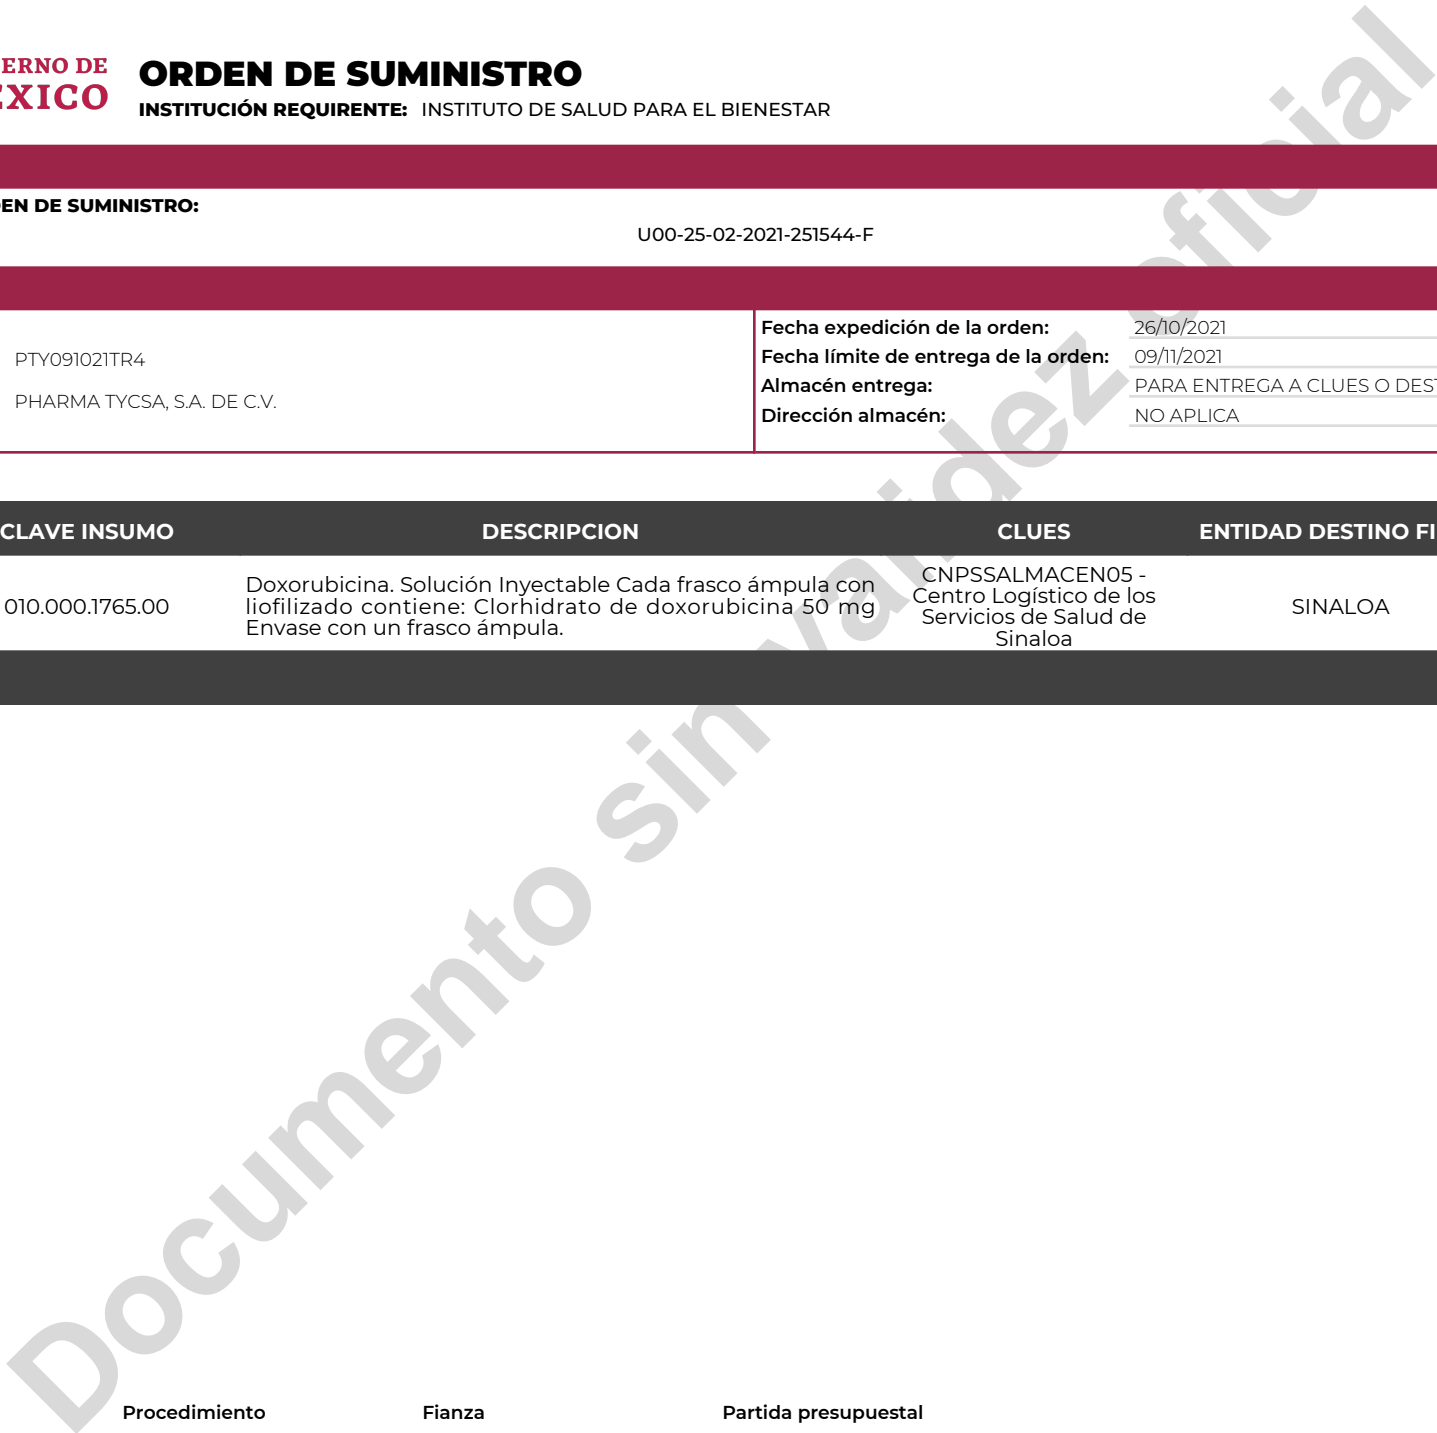 ERNO DE
EXICO
ORDEN DE SUMINISTRO
INSTITUCIÓN REQUIRENTE: INSTITUTO DE SALUD PARA EL BIENESTAR
EN DE SUMINISTRO:
U00-25-02-2021-251544-F
PTY091021TR4
PHARMA TYCSA, S.A. DE C.V.
Fecha expedición de la orden: 26/10/2021
Fecha límite de entrega de la orden: 09/11/2021
Almacén entrega: PARA ENTREGA A CLUES O DEST
Dirección almacén: NO APLICA
CLAVE INSUMO DESCRIPCION CLUES ENTIDAD DESTINO FI
010.000.1765.00
Doxorubicina. Solución Inyectable Cada frasco ámpula con
liofilizado contiene: Clorhidrato de doxorubicina 50 mg
Envase con un frasco ámpula.
CNPSSALMACEN05 -
Centro Logístico de los
Servicios de Salud de
Sinaloa
SINALOA
Documento sin validez oficial
Procedimiento Fianza Partida presupuestal